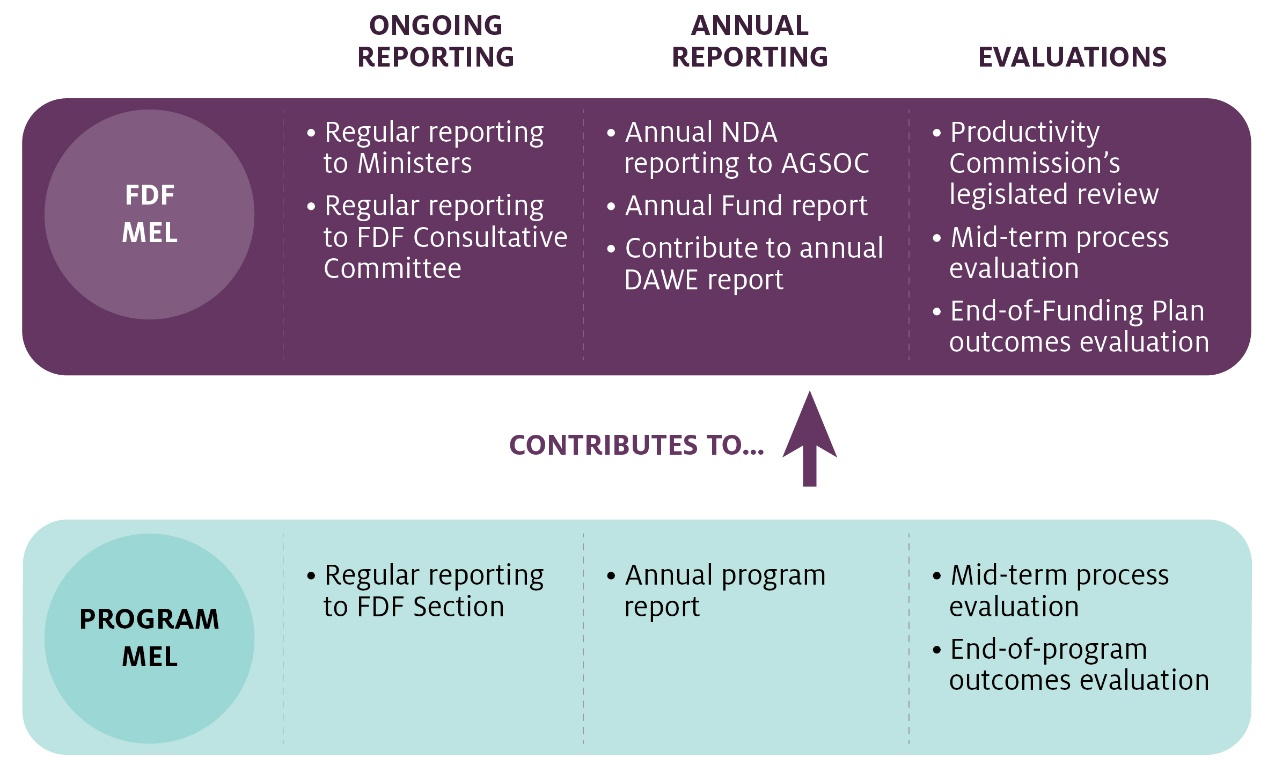 ONGOING
REPORTING
ANNUAL
REPORTING
EVALUATIONS
FDF
MEL
• Regular reporting
to Ministers
• Regular reporting
to FDF Consultative
Committee
• Annual NDA
reporting to AGSOC
• Annual Fund report
• Contribute to annual
DAWE report
• Productivity
Commission’s
legislated review
• Mid-term process
evaluation
• End-of-Funding Plan
outcomes evaluation
CONTRIBUTES TO...
PROGRAM
MEL
• Regular reporting
to FDF Section
• Annual program
report
• Mid-term process
evaluation
• End-of-program
outcomes evaluation